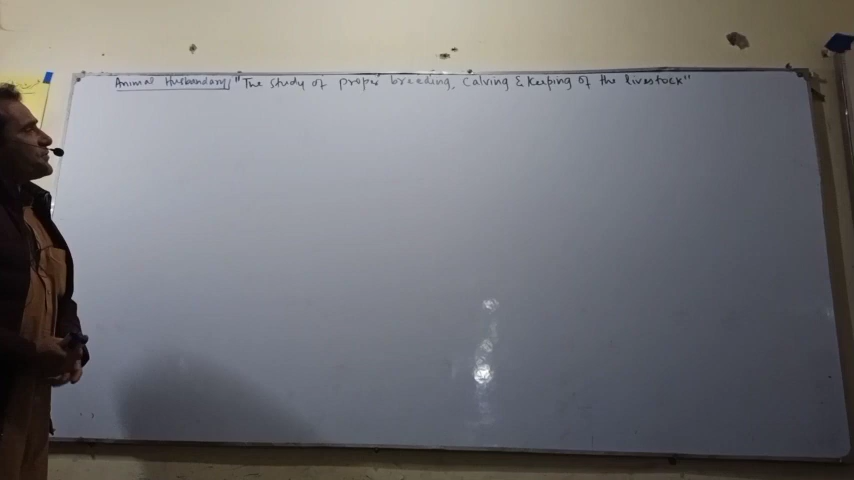 Animal Husbandary: "The study of proper breeding, Calving & Keeping of the livestock"